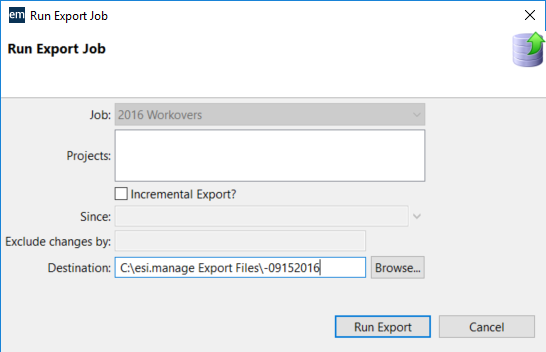 em Run Export Job
Run Export Job
Job: 2016 Workovers
Projects:
Incremental Export?
Since:
Exclude changes by:
Destination: C:\esi.manage Export Files\-09152016 Browse...
Run Export Cancel